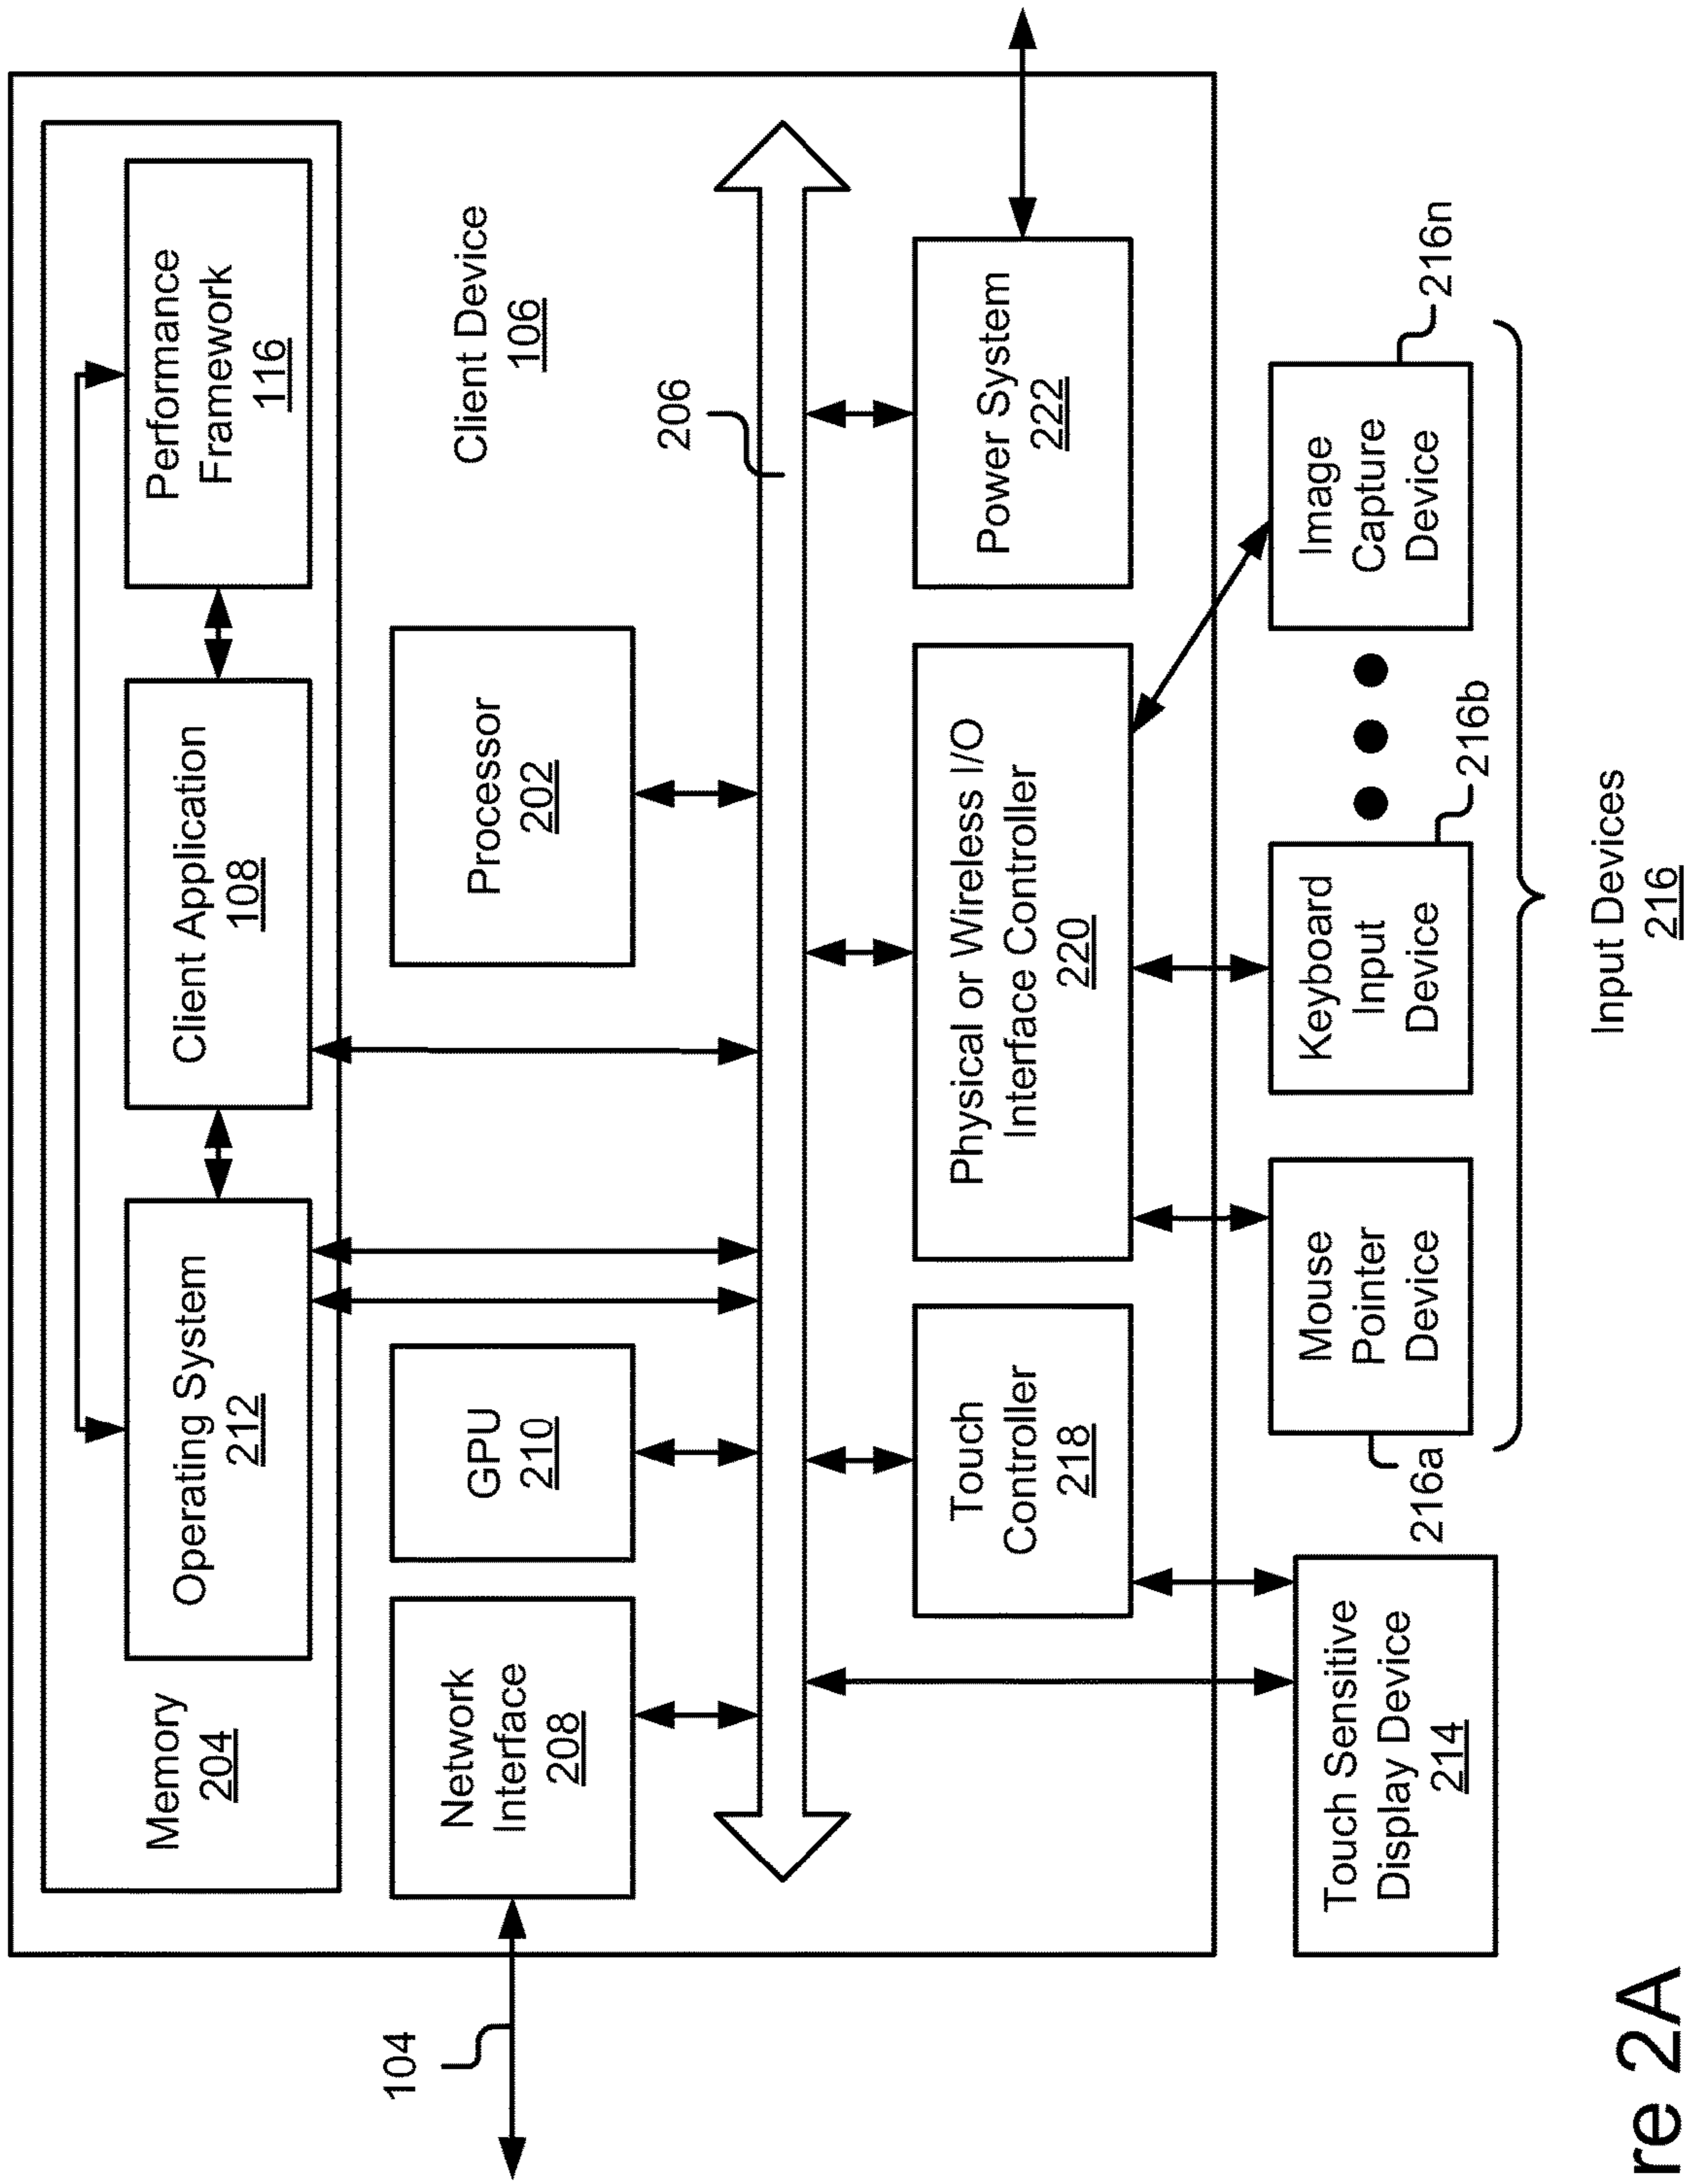 Memory
204
Operating System
212
Client Application
108
Performance
Framework
116
Network
Interface
208
GPU
210
Processor
202
Client Device
106
104
206
Touch
Controller
218
Physical or Wireless I/O
Interface Controller
220
Power System
222
Touch Sensitive
Display Device
214
216a
Mouse
Pointer
Device
Keyboard
Input
Device
216b
Image
Capture
Device
216n
Input Devices
216
re 2A